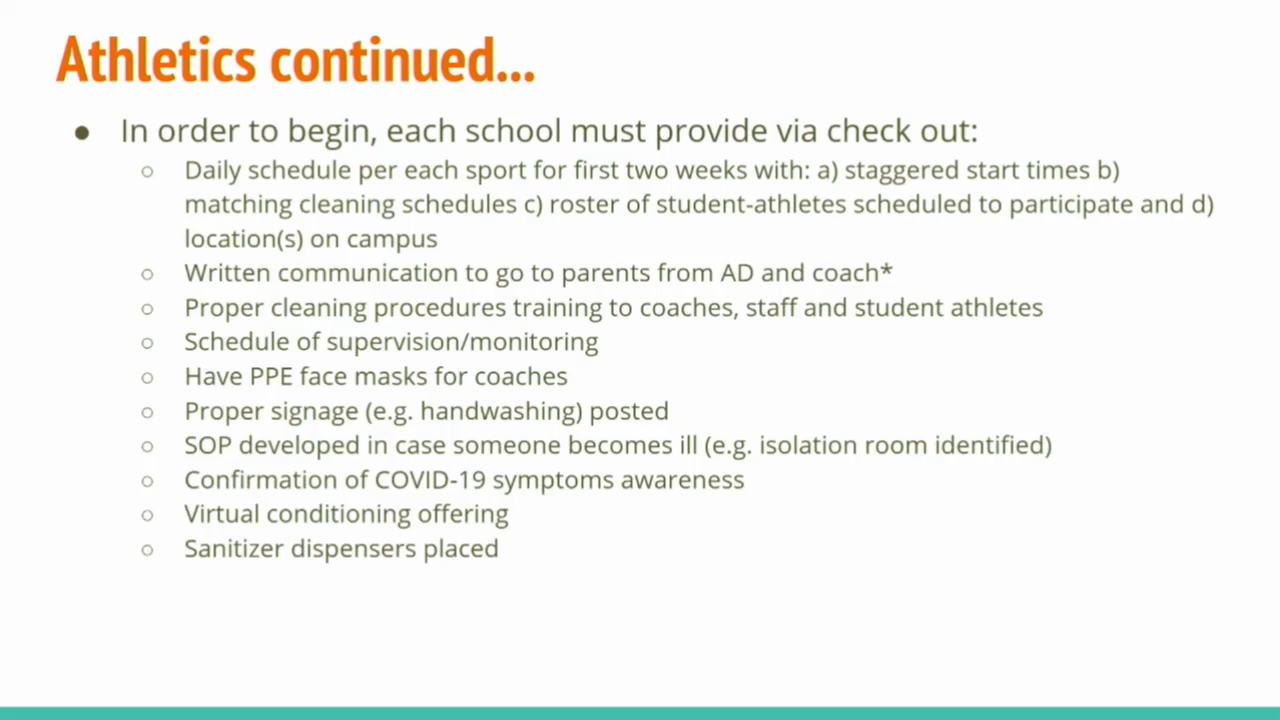 Athletics continued...
● In order to begin, each school must provide via check out:
○ Daily schedule per each sport for first two weeks with: a) staggered start times b)
matching cleaning schedules c) roster of student-athletes scheduled to participate and d)
location(s) on campus
○ Written communication to go to parents from AD and coach*
○ Proper cleaning procedures training to coaches, staff and student athletes
○ Schedule of supervision/monitoring
○ Have PPE face masks for coaches
○ Proper signage (e.g. handwashing) posted
○ SOP developed in case someone becomes ill (e.g. isolation room identified)
○ Confirmation of COVID-19 symptoms awareness
○ Virtual conditioning offering
○ Sanitizer dispensers placed